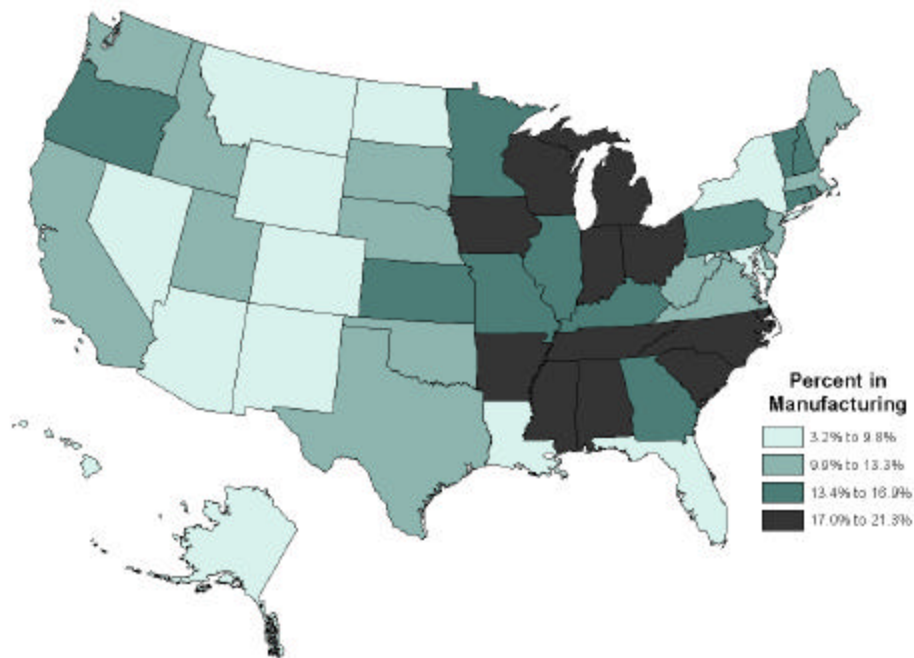 Percent in
Manufacturing
3.2% to 9.8%
9.9% to 13.3%
13.4% to 16.9%
17.0% to 21.3%